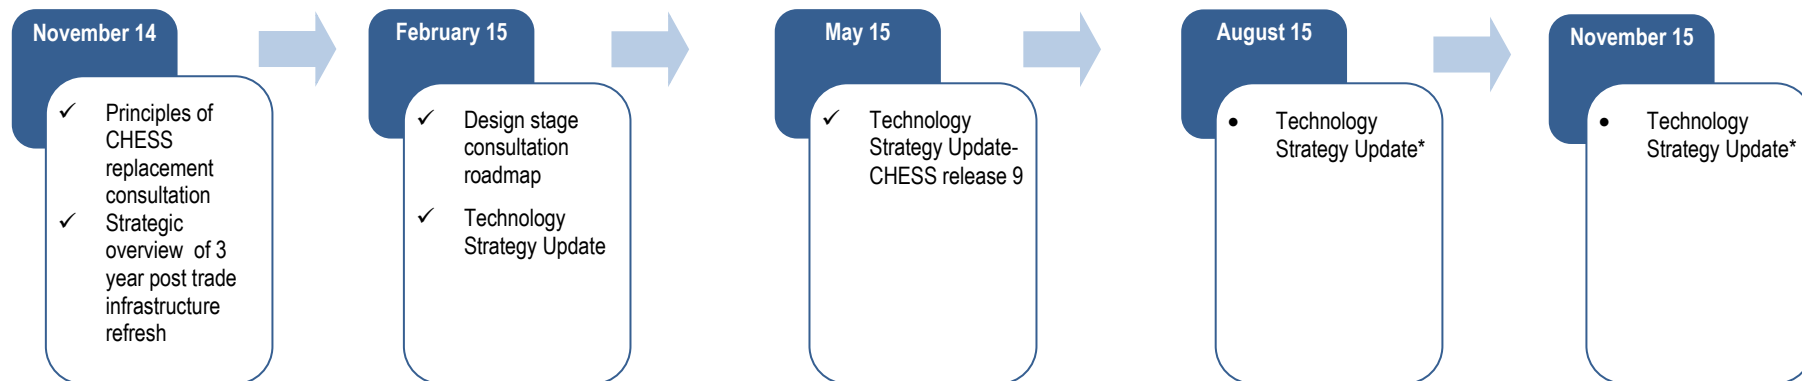 November 14
✓ Principles of
CHESS
replacement
consultation
✓ Strategic
overview of 3
year post trade
infrastructure
refresh
February 15
✓ Design stage
consultation
roadmap
✓ Technology
Strategy Update
May 15
✓ Technology
Strategy Update-
CHESS release 9
August 15
• Technology
Strategy Update*
November 15
• Technology
Strategy Update*